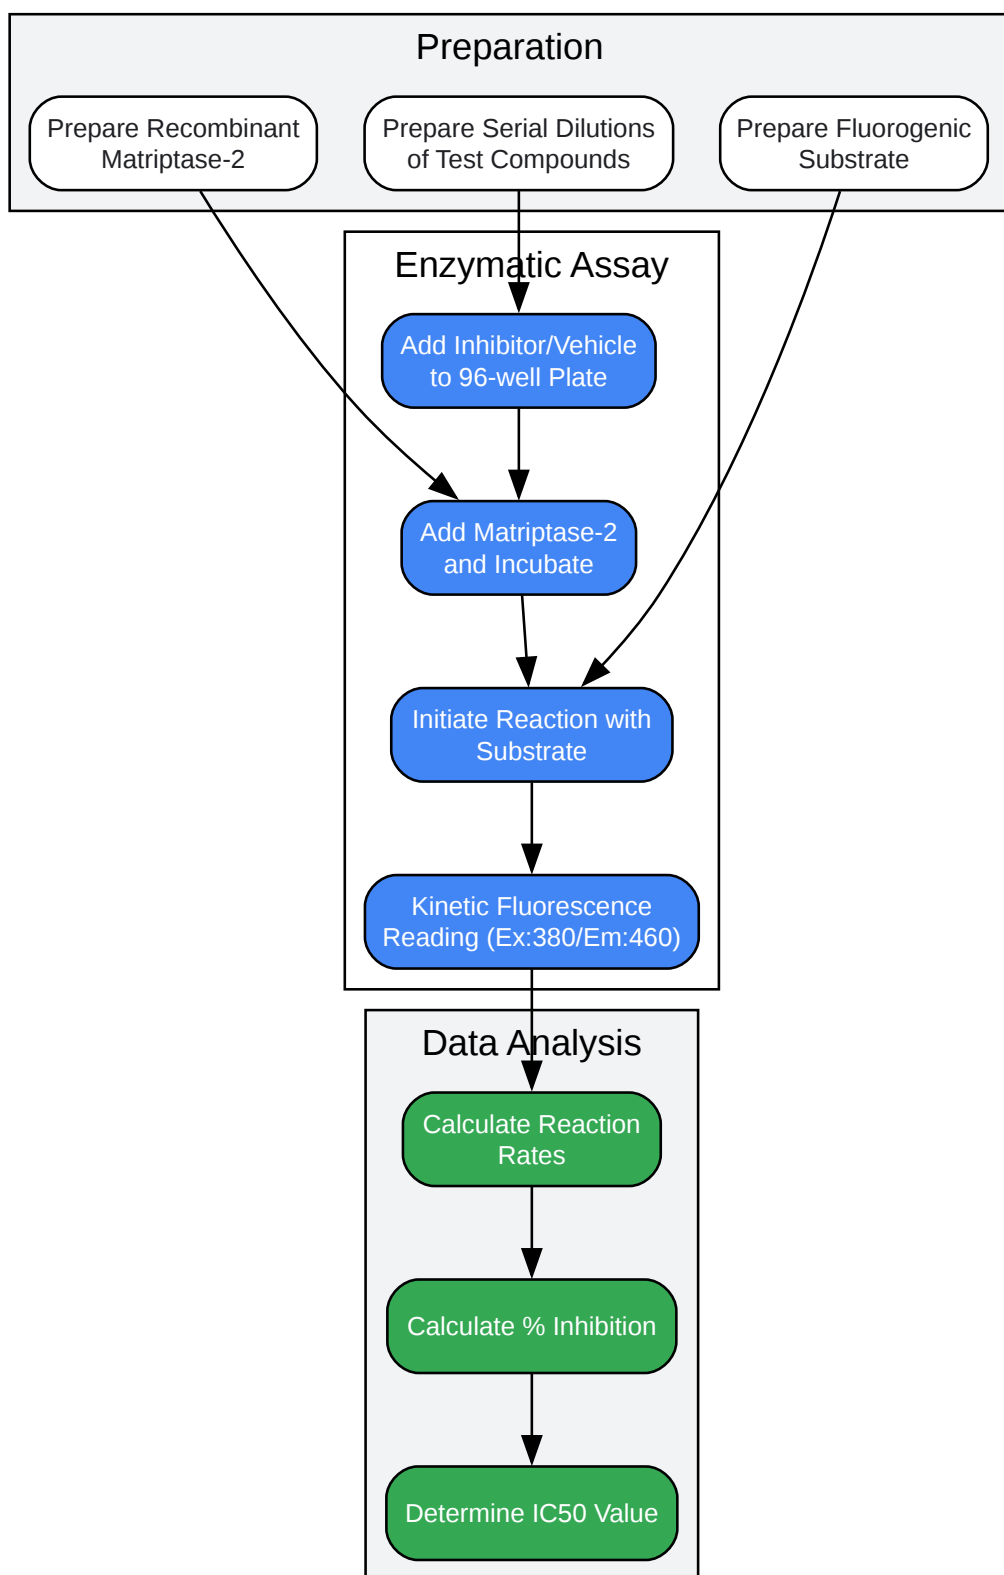 Preparation
Prepare Recombinant
Matriptase-2
Prepare Serial Dilutions
of Test Compounds
Prepare Fluorogenic
Substrate
Enzymatic Assay
Add Inhibitor/Vehicle
to 96-well Plate
Add Matriptase-2
and Incubate
Initiate Reaction with
Substrate
Kinetic Fluorescence
Reading (Ex:380/Em:460)
Data Analysis
Calculate Reaction
Rates
Calculate % Inhibition
Determine IC50 Value